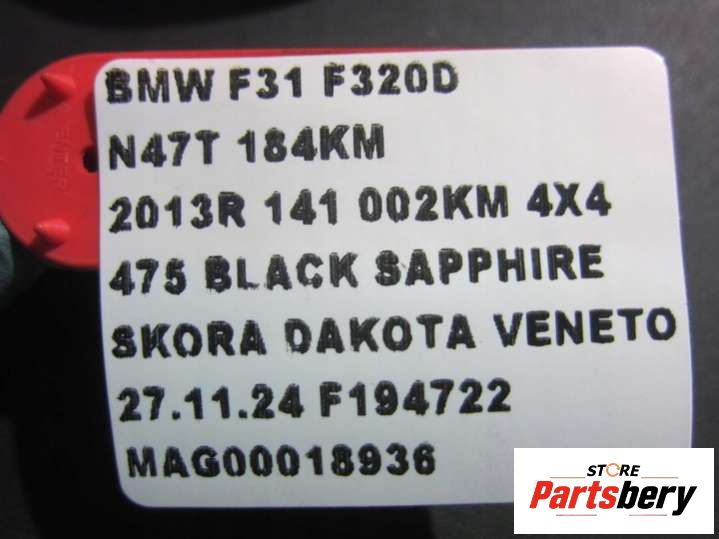 BMW F31 F320D
N47T 184KM
2013R 141 002KM 4X4
475 BLACK SAPPHIRE
SKORA DAKOTA VENETO
27.11.24 F194722
MAG00018936
STORE
Partsbery